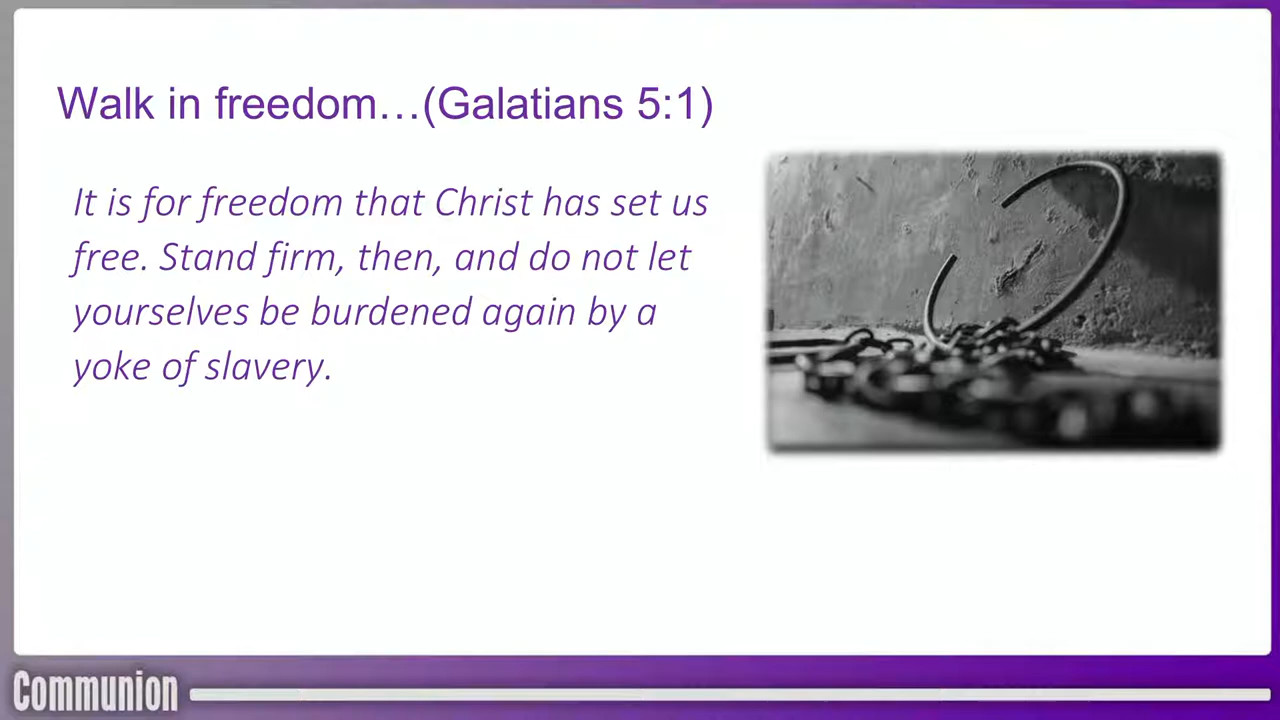 Walk in freedom…(Galatians 5:1)
It is for freedom that Christ has set us
free. Stand firm, then, and do not let
yourselves be burdened again by a
yoke of slavery.
Communion